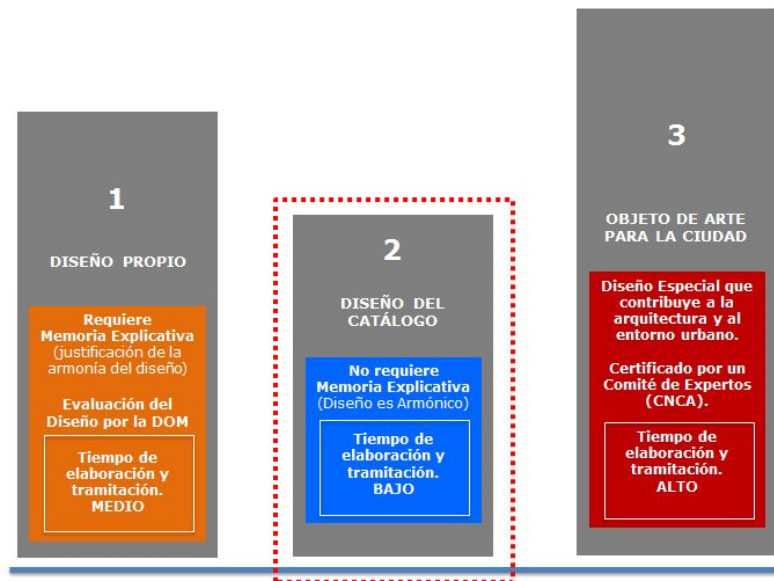 1
DISEÑO PROPIO
Requiere
Memoria Explicativa
(justificación de la
armonía del diseño)
Evaluación del
Diseño por la DOM
Tiempo de
elaboración y
tramitación.
MEDIO
2
DISEÑO DEL
CATÁLOGO
No requiere
Memoria Explicativa
(Diseño es Armónico)
Tiempo de
elaboración y
tramitación.
BAJO
3
OBJETO DE ARTE
PARA LA CIUDAD
Diseño Especial que
contribuye a la
arquitectura y al
entorno urbano.
Certificado por un
Comité de Expertos
(CNCA).
Tiempo de
elaboración y
tramitación.
ALTO